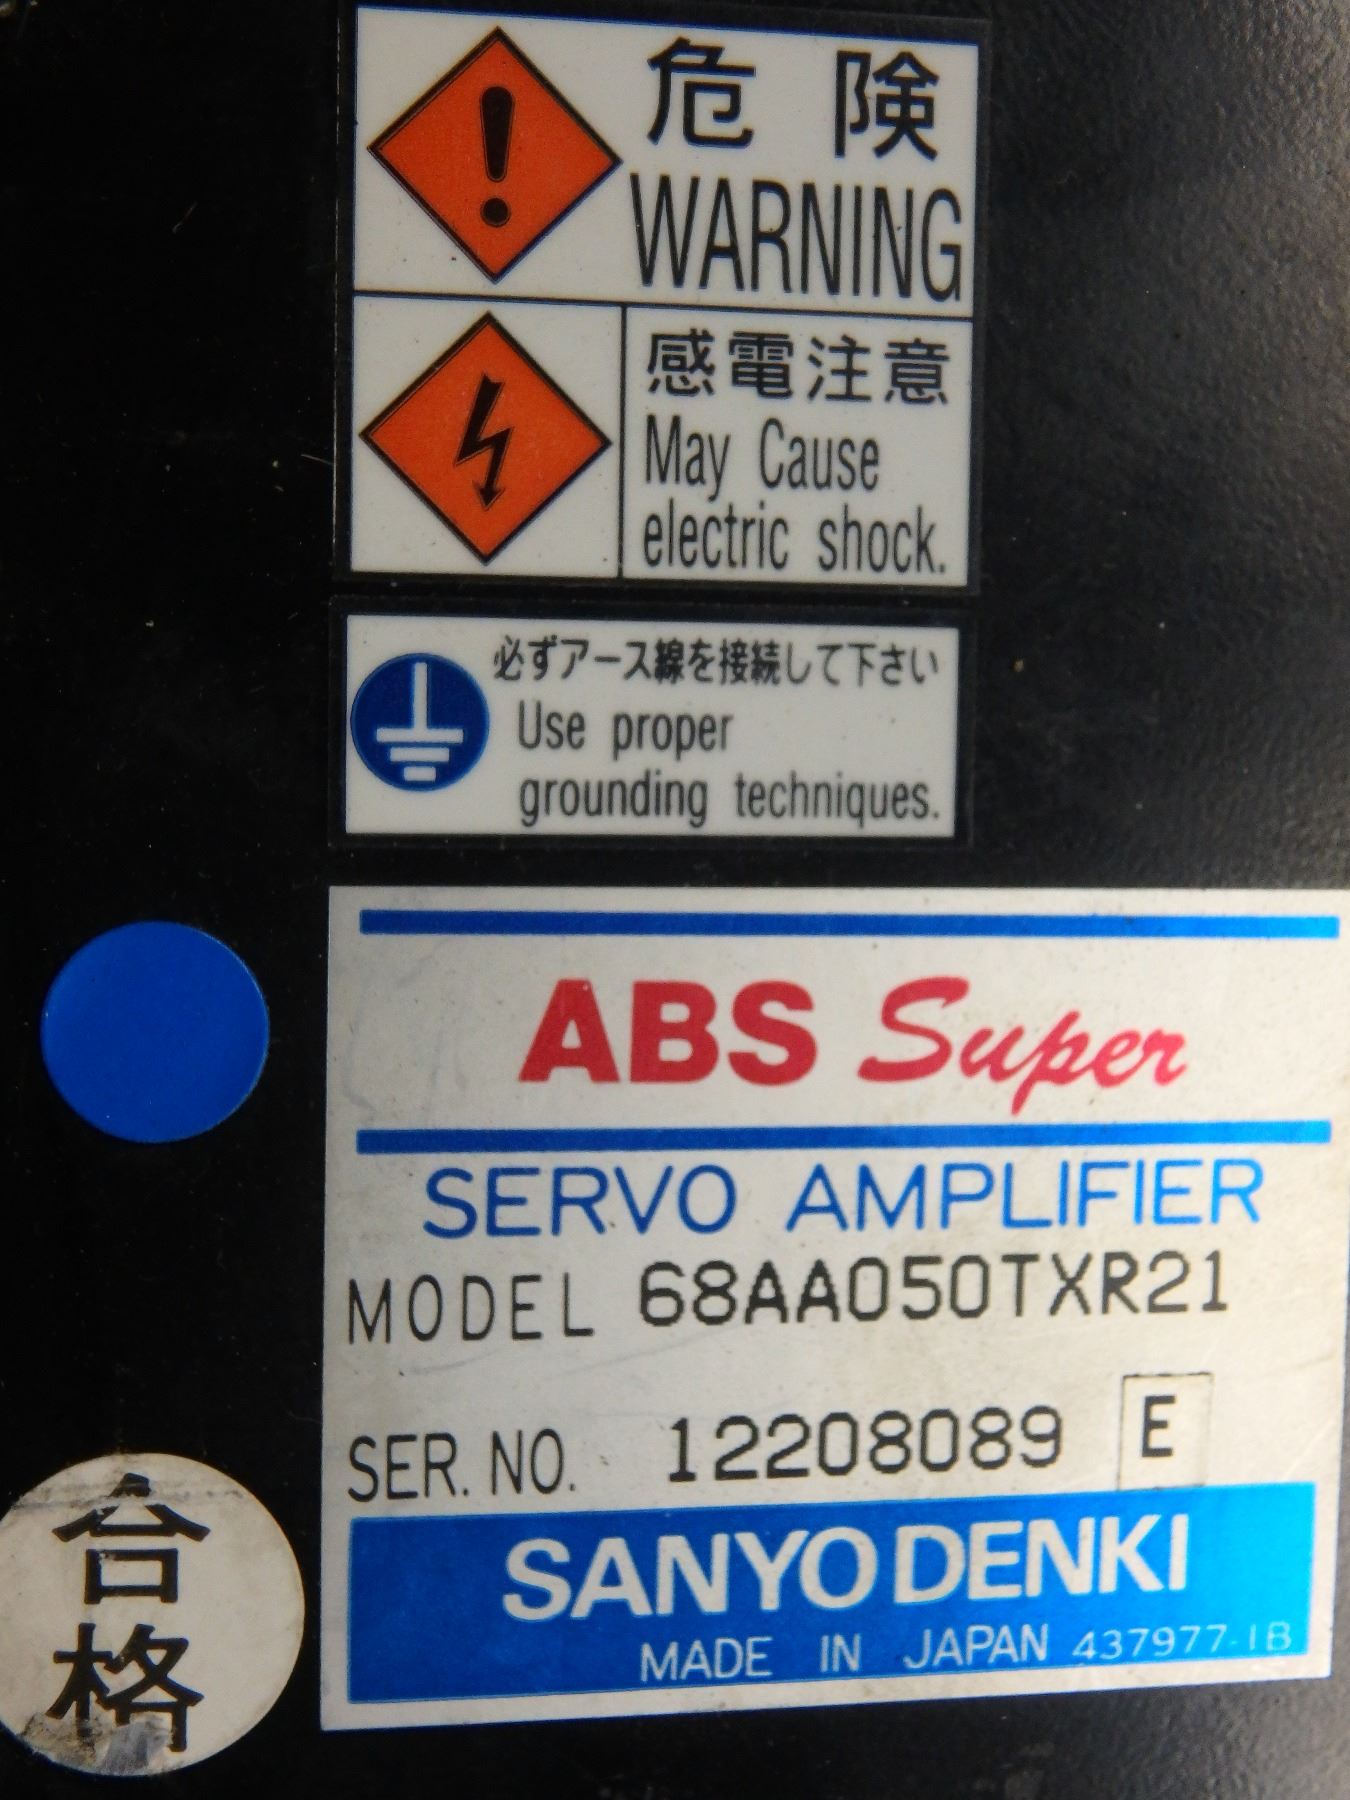 危険
WARNING
感電注意
May Cause
electric shock.
必ずアース線を接続して下さい
Use proper
grounding techniques.
ABS Super
SERVO AMPLIFIER
MODEL 68AA050TXR21
SER. NO. 12208089 E
SANYO DENKI
MADE IN JAPAN 437977-1B
合
格